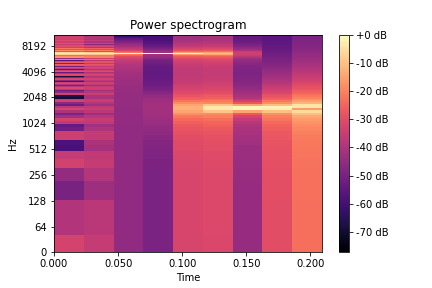 Power spectrogram
Hz
8192
4096
2048
1024
512
256
128
64
0
0.000 0.050 0.100 0.150 0.200
Time
+0 dB
-10 dB
-20 dB
-30 dB
-40 dB
-50 dB
-60 dB
-70 dB